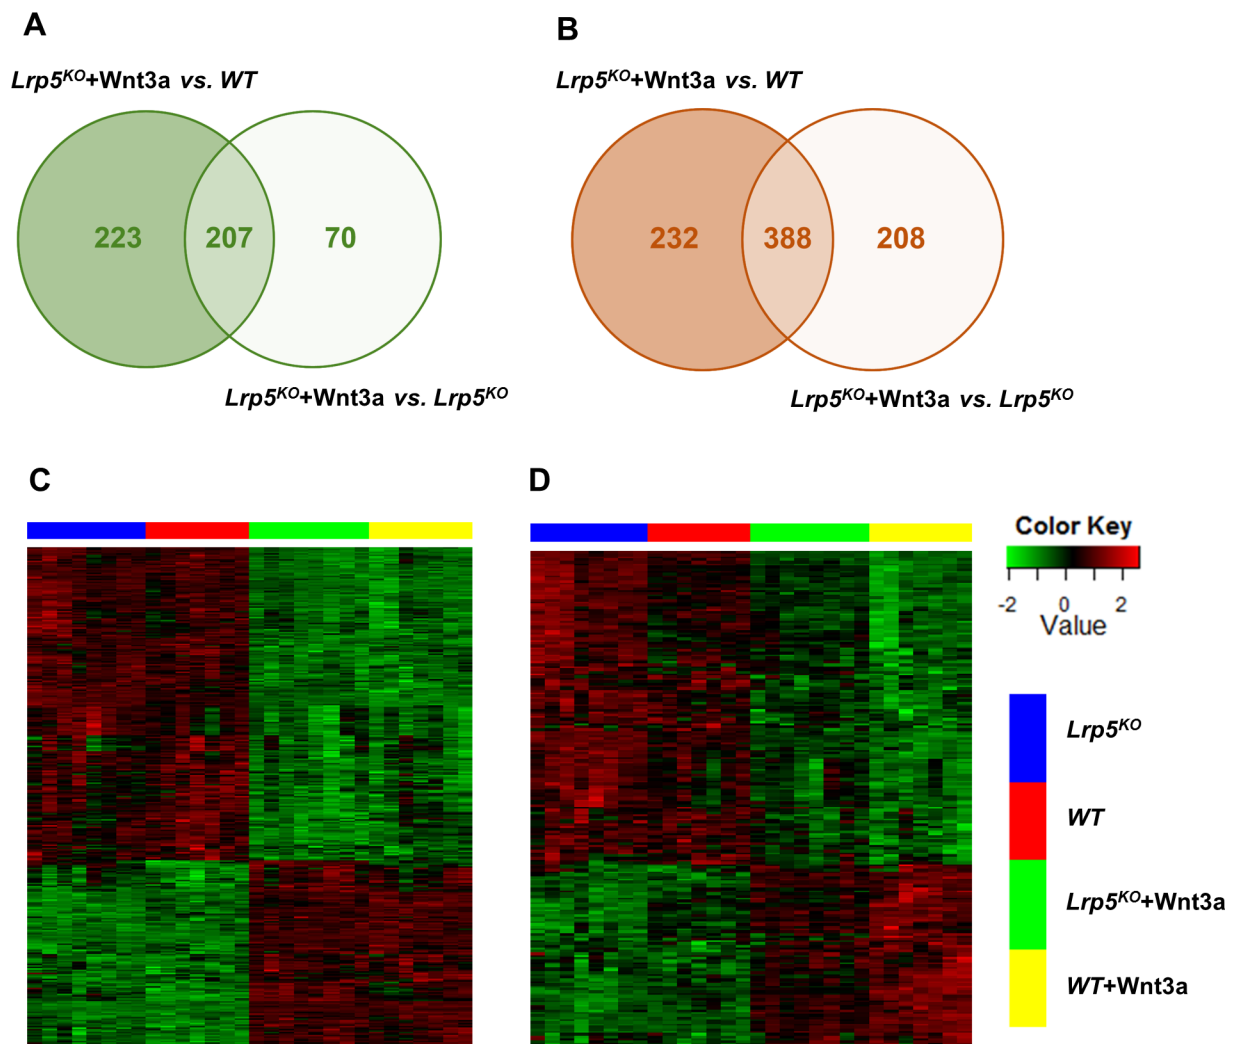 A
B
Lrp5KO+Wnt3a vs. WT
Lrp5KO+Wnt3a vs. WT
223 207 70
232 388 208
Lrp5KO+Wnt3a vs. Lrp5KO
Lrp5KO+Wnt3a vs. Lrp5KO
C
D
Color Key
-2 0 2
Value
Lrp5KO
WT
Lrp5KO+Wnt3a
WT+Wnt3a